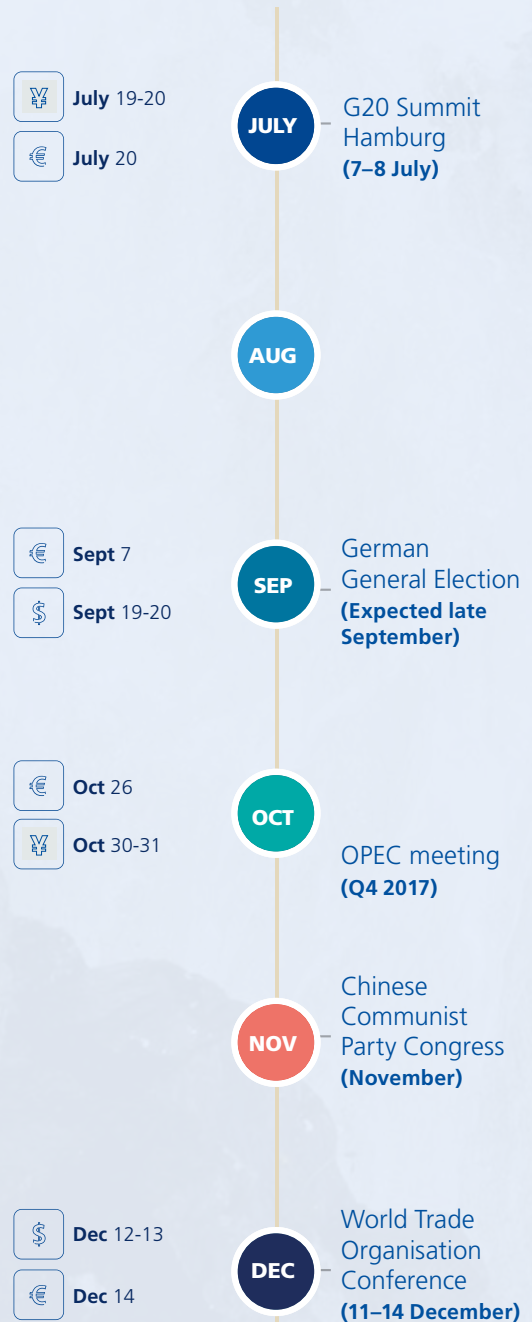 ¥ July 19-20
€ July 20
JULY
G20 Summit
Hamburg
(7–8 July)
AUG
€ Sept 7
$ Sept 19-20
SEP
German
General Election
(Expected late
September)
€ Oct 26
¥ Oct 30-31
OCT
OPEC meeting
(Q4 2017)
NOV
Chinese
Communist
Party Congress
(November)
$ Dec 12-13
€ Dec 14
DEC
World Trade
Organisation
Conference
(11–14 December)